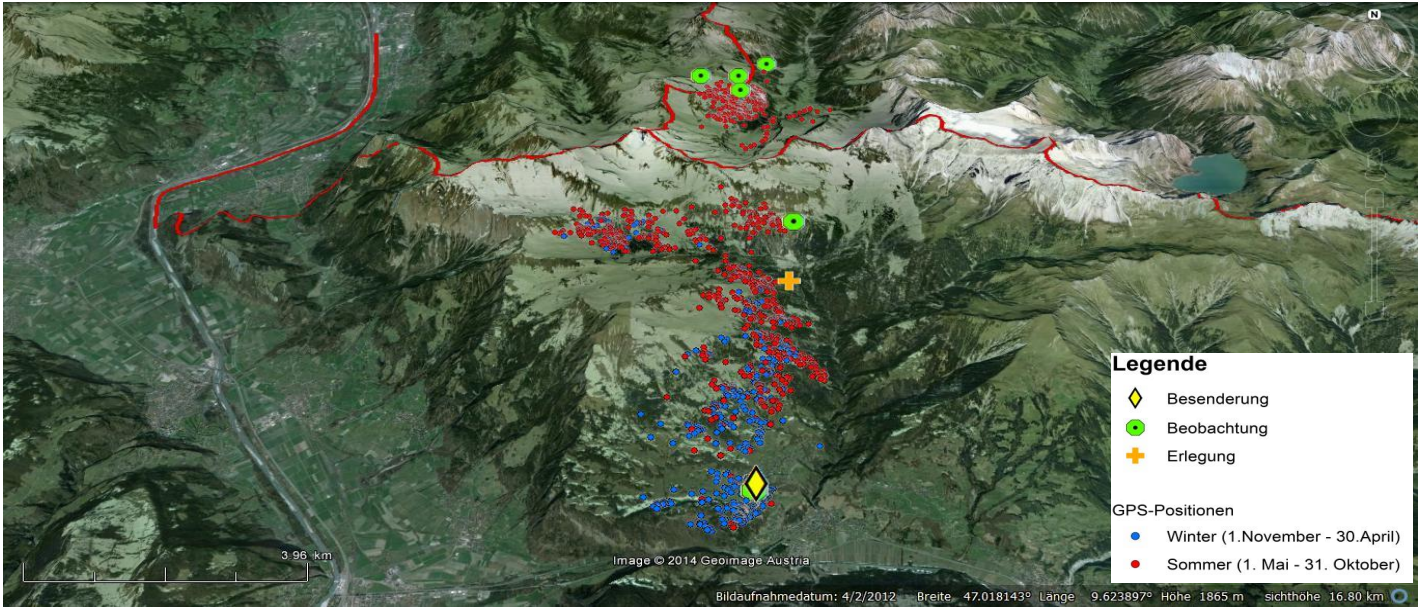 N
Legende
Besenderung
Beobachtung
Erlegung
GPS-Positionen
Winter (1.November - 30.April)
Sommer (1. Mai - 31. Oktober)
3.96 km
Image © 2014 Geoimage Austria
Bildaufnahmedatum: 4/2/2012 Breite 47.018143° Länge 9.623897° Höhe 1865 m sichthöhe 16.80 km